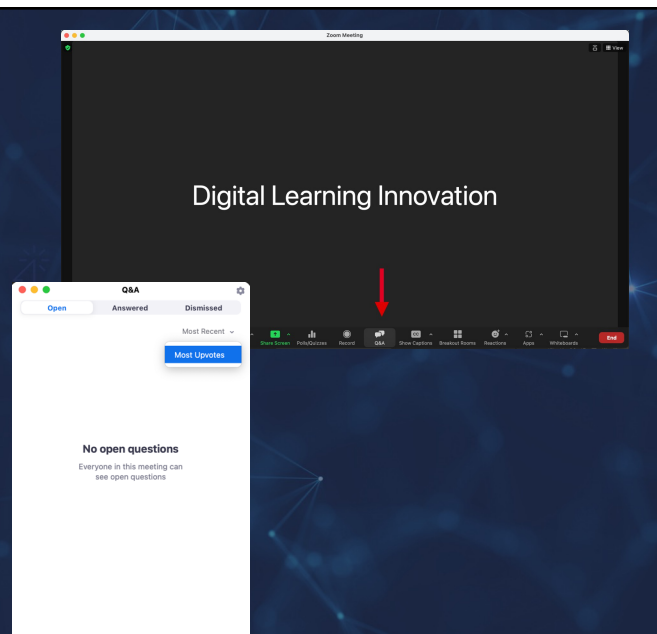 Zoom Meeting
View
Digital Learning Innovation
Share Screen Polls/Quizzes Record Q&A Show Captions Breakout Rooms Reactions Apps Whiteboards End
CC
Q&A
Open Answered Dismissed
Most Recent
Most Upvotes
No open questions
Everyone in this meeting can
see open questions